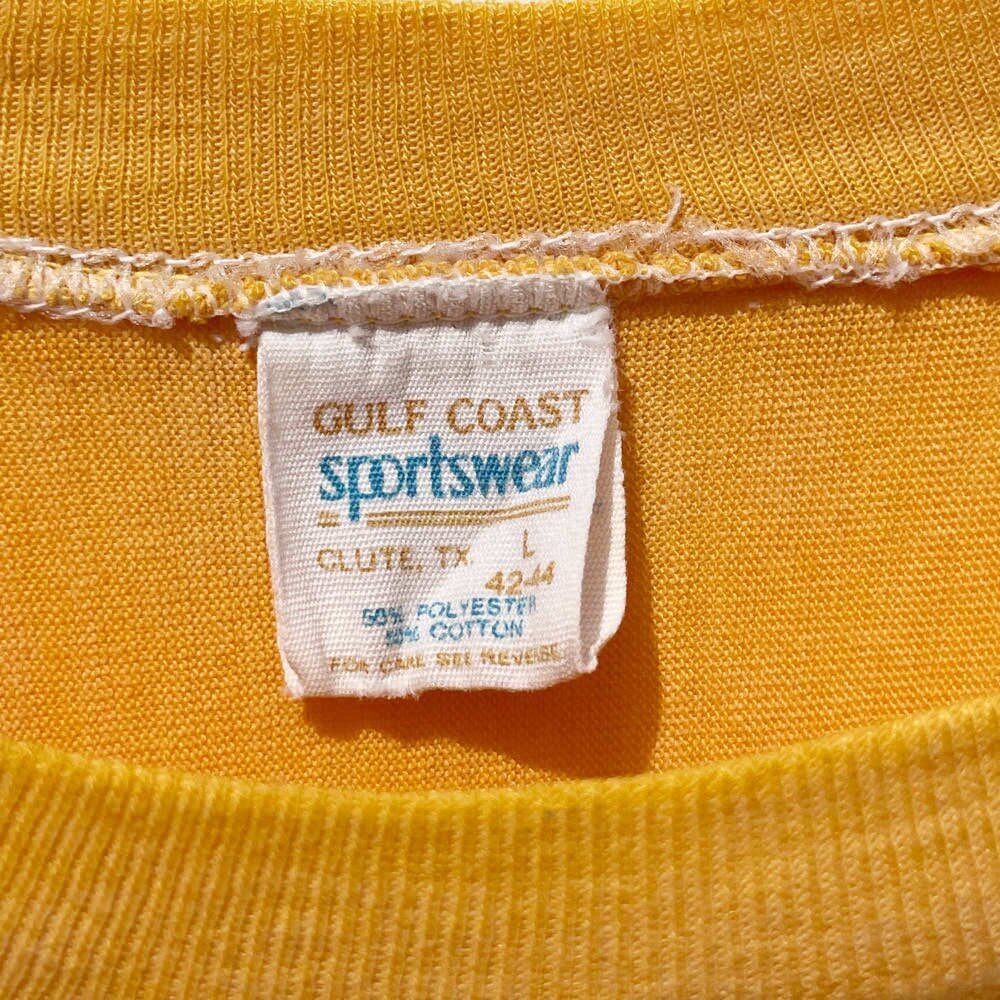 GULF COAST
sportswear
CLUTE, TX. L
42-44
50% POLYESTER
50% COTTON
FOR CARE SEE REVERSE